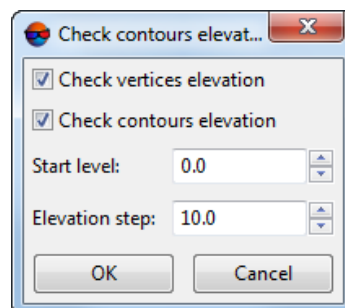 Check contours elevat...
Check vertices elevation
Check contours elevation
Start level: 0.0
Elevation step: 10.0
OK Cancel